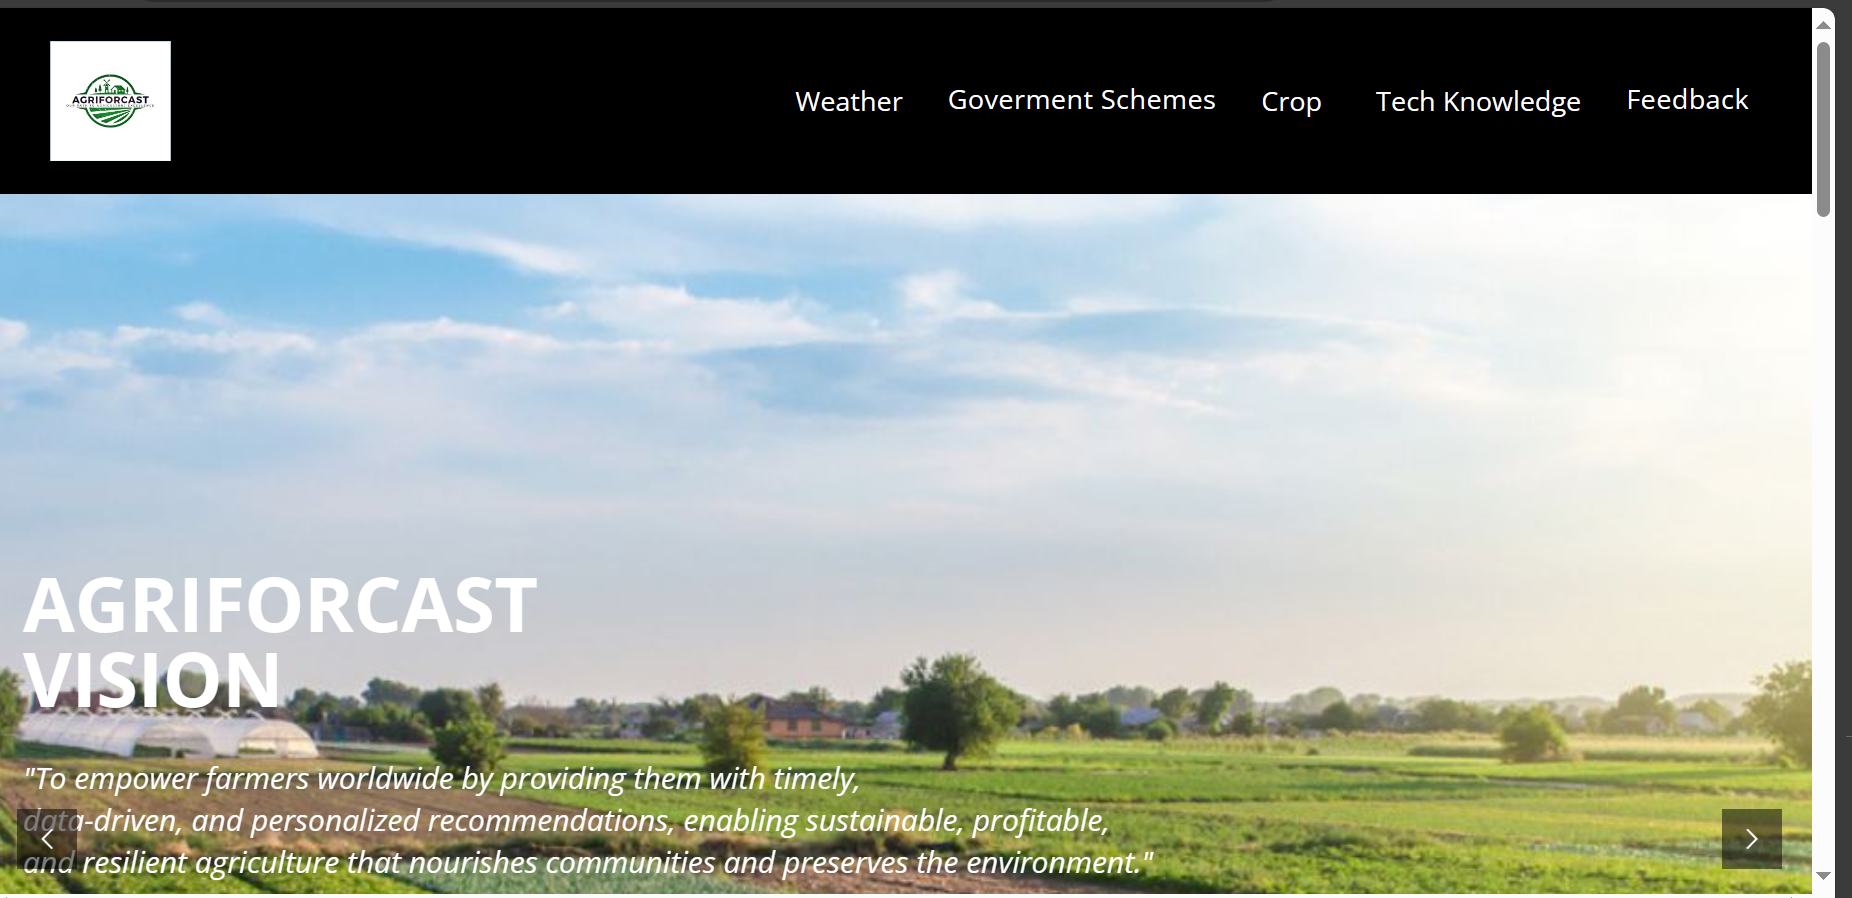 AGRIFORCAST
Weather Goverment Schemes Crop Tech Knowledge Feedback
AGRIFORCAST
VISION
"To empower farmers worldwide by providing them with timely,
data-driven, and personalized recommendations, enabling sustainable, profitable,
and resilient agriculture that nourishes communities and preserves the environment."